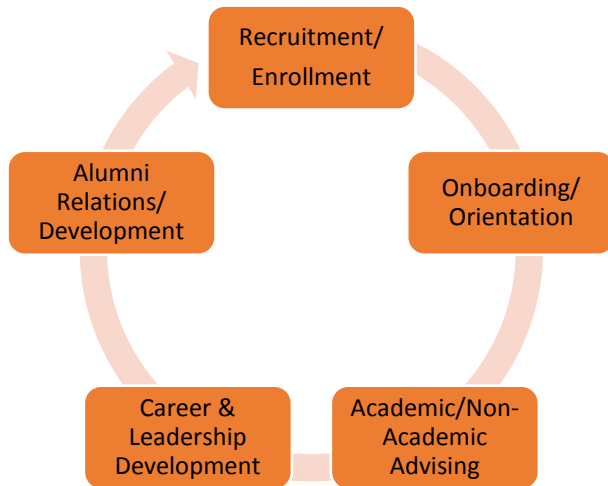 Recruitment/
Enrollment
Onboarding/
Orientation
Academic/Non-
Academic
Advising
Career &
Leadership
Development
Alumni
Relations/
Development